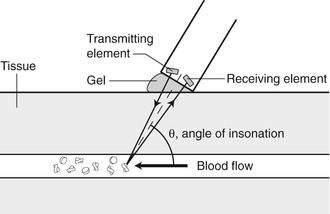 Transmitting
element
Tissue
Gel
Receiving element
θ, angle of insonation
Blood flow